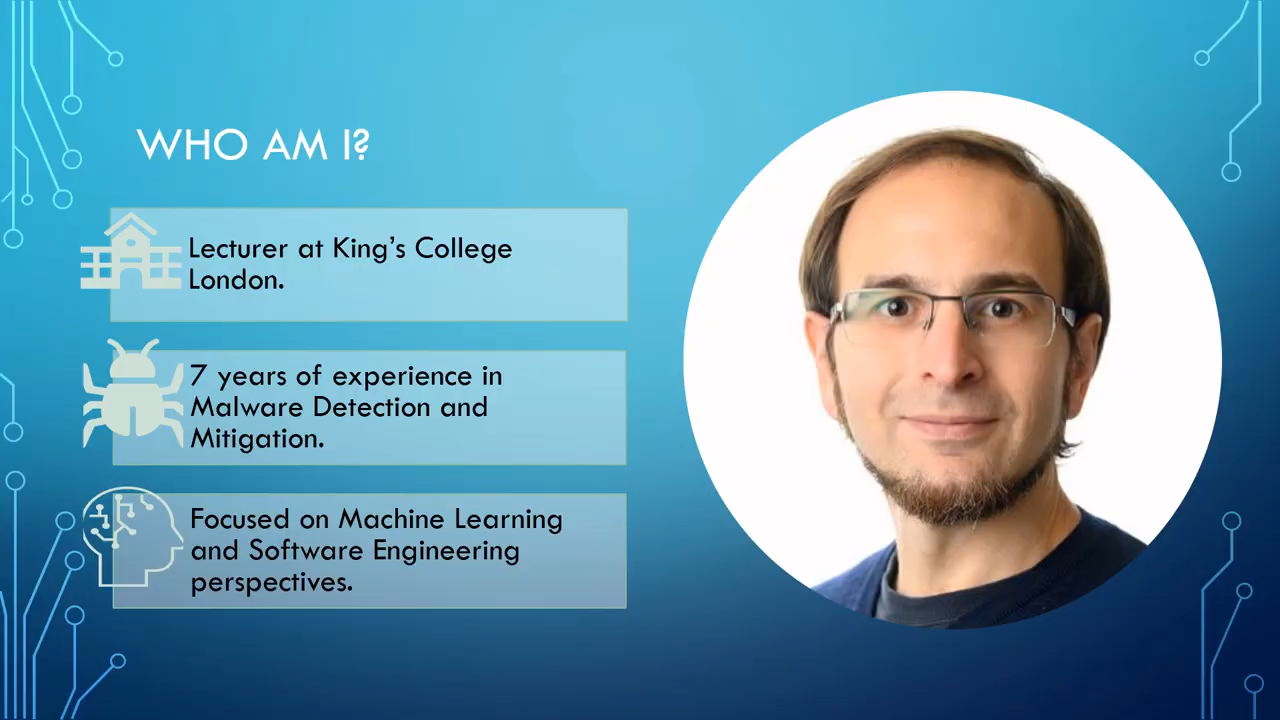 WHO AM I?
Lecturer at King’s College
London.
7 years of experience in
Malware Detection and
Mitigation.
Focused on Machine Learning
and Software Engineering
perspectives.